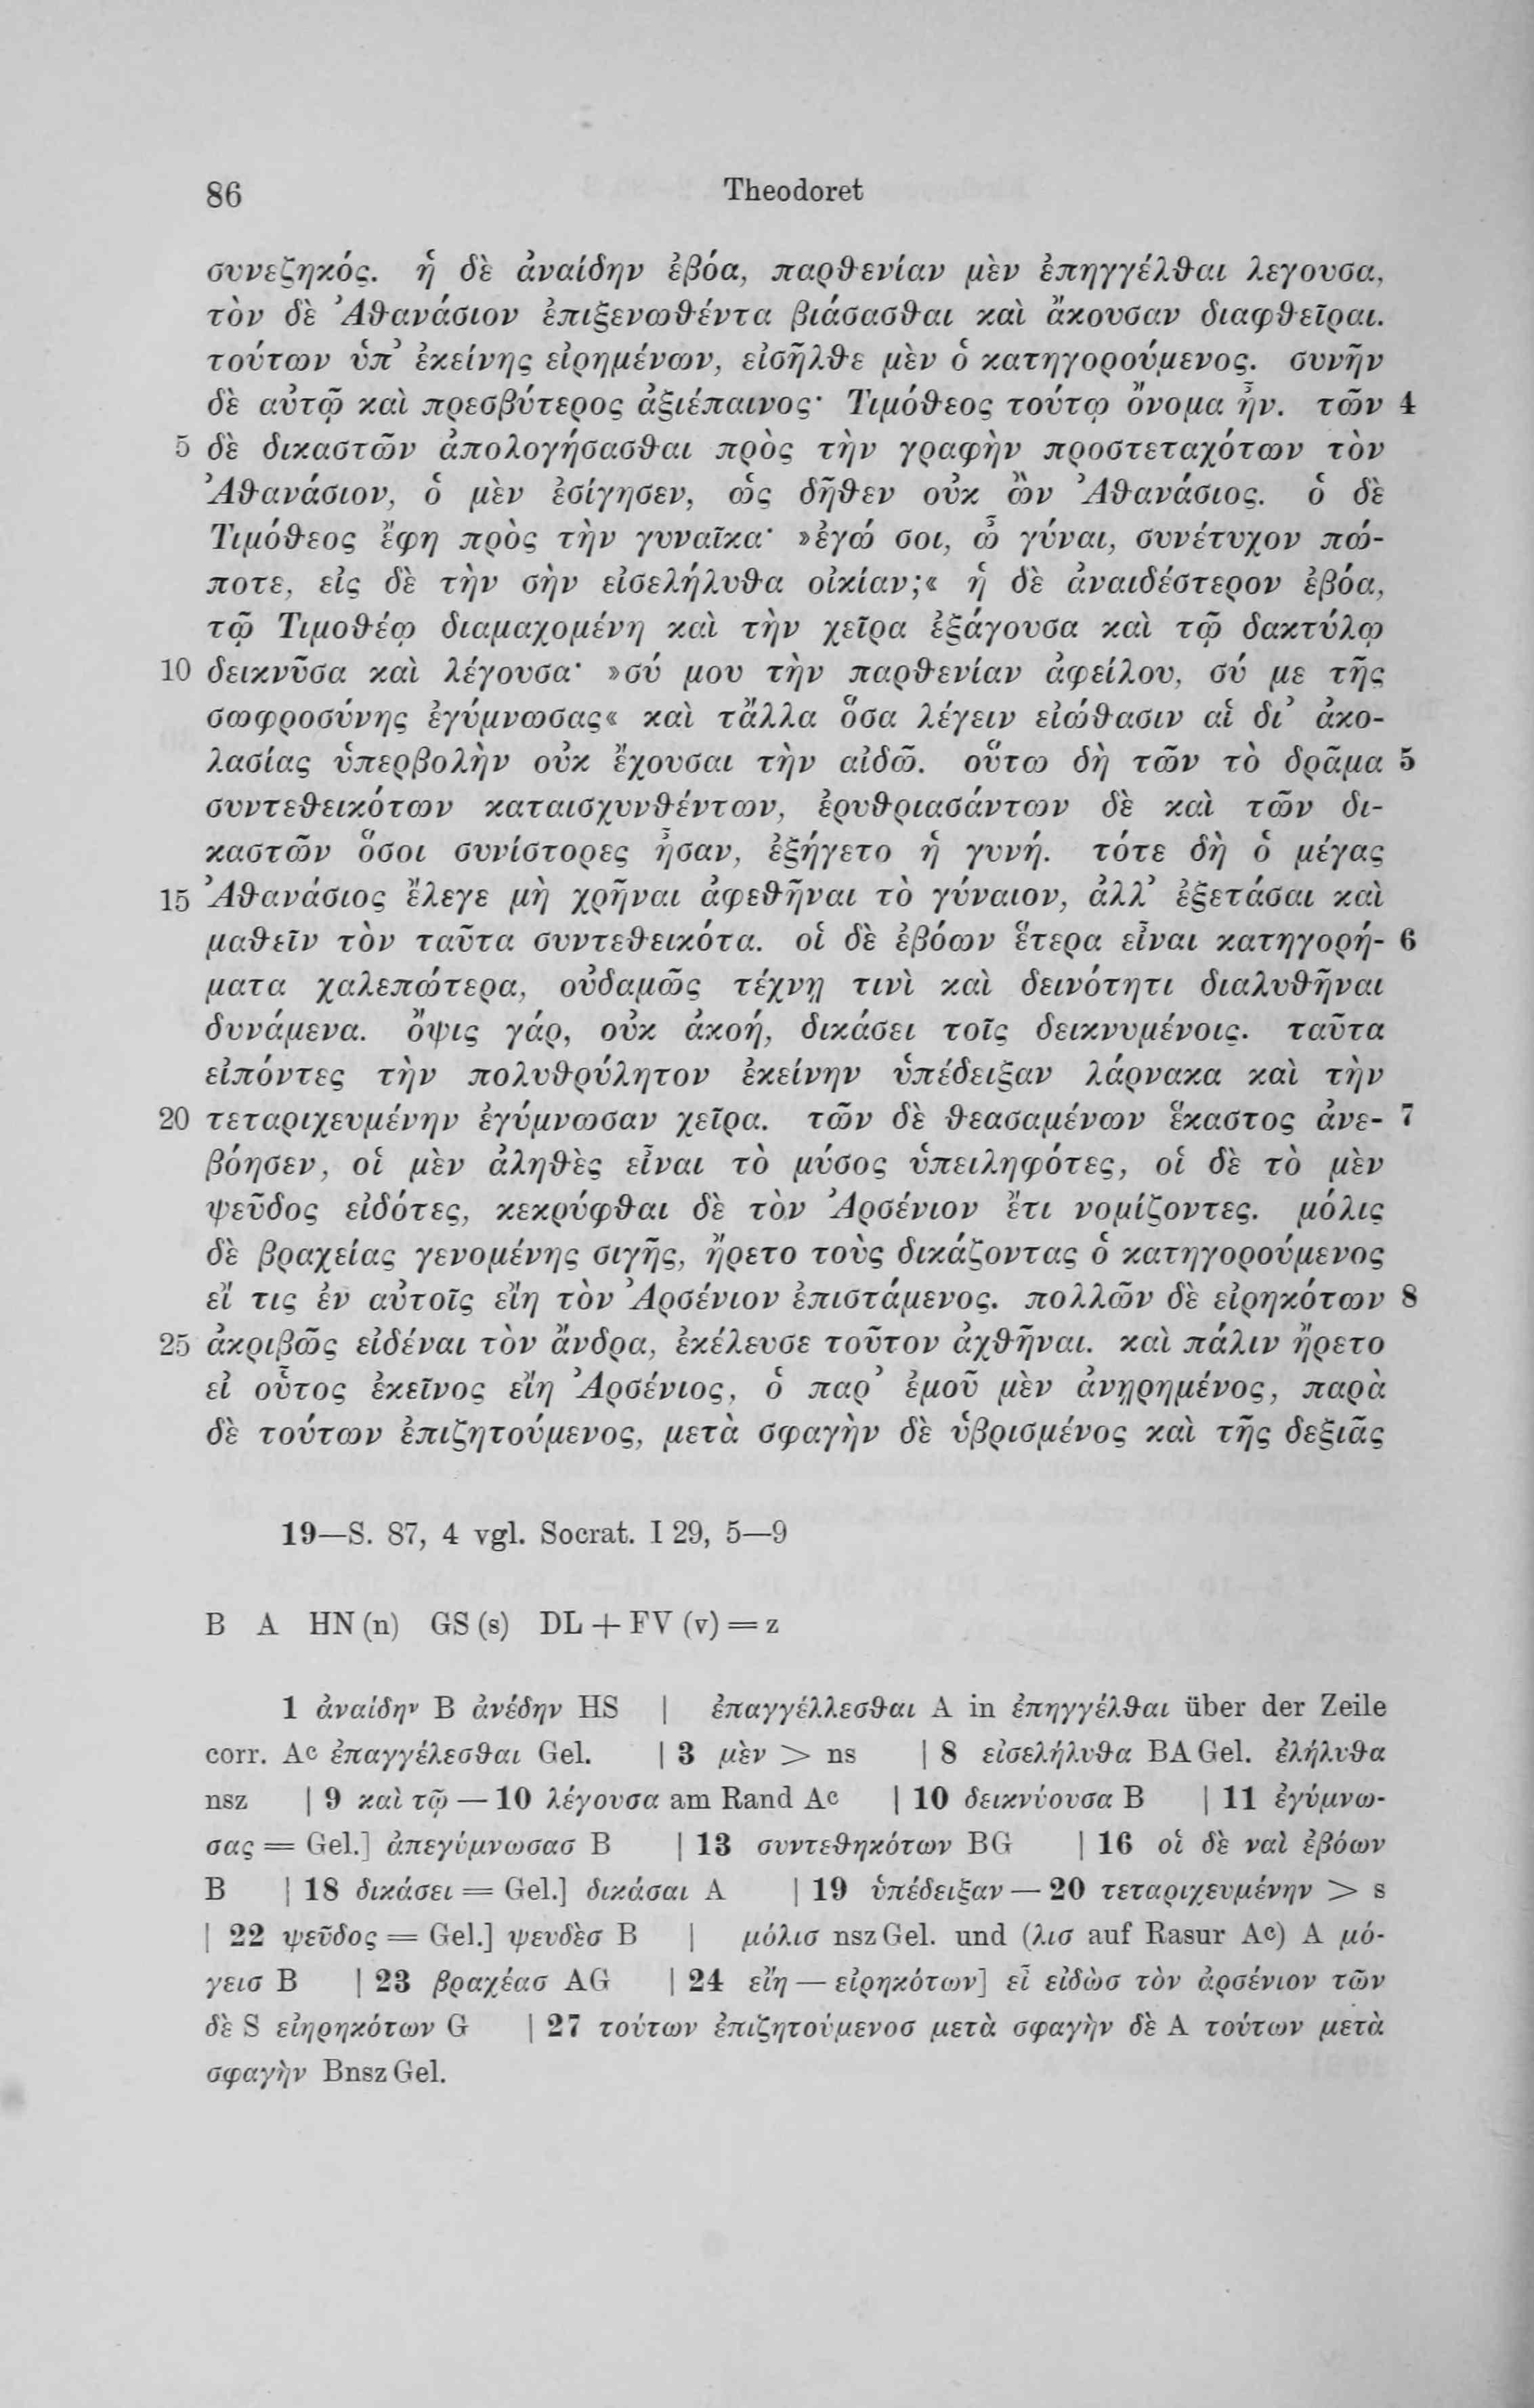 86 Theodoret
συνεζηκός. ἡ δὲ ἀναίδην ἐβόα, παρθενίαν μὲν ἐπηγγέλθαι λεγουσα,
τὸν δὲ Ἀθανάσιον ἐπιξενωθέντα βιάσασθαι καὶ ἄκουσαν διαφθεῖραι.
τούτων ὑπ᾽ ἐκείνης εἰρημένων, εἰσῆλθε μὲν ὁ κατηγορούμενος. συνῆν
δὲ αὐτῷ καὶ πρεσβύτερος ἀξιέπαινος· Τιμόθεος τούτῳ ὄνομα ἦν. τῶν 4
5 δὲ δικαστῶν ἀπολογήσασθαι πρὸς τὴν γραφὴν προστεταχότων τὸν
Ἀθανάσιον, ὁ μὲν ἐσίγησεν, ὡς δῆθεν οὐκ ὢν Ἀθανάσιος. ὁ δὲ
Τιμόθεος ἔφη πρὸς τὴν γυναῖκα· »ἐγώ σοι, ὦ γύναι, συνέτυχον πώ-
ποτε, εἰς δὲ τὴν σὴν εἰσελήλυθα οἰκίαν;« ἡ δὲ ἀναιδέστερον ἐβόα,
τῷ Τιμοθέῳ διαμαχομένη καὶ τὴν χεῖρα ἐξάγουσα καὶ τῷ δακτύλῳ
10 δεικνῦσα καὶ λέγουσα· »σύ μου τὴν παρθενίαν ἀφείλου, σύ με τῆς
σωφροσύνης ἐγύμνωσας« καὶ τἄλλα ὅσα λέγειν εἰώθασιν αἱ δι᾽ ἀκο-
λασίας ὑπερβολὴν οὐκ ἔχουσαι τὴν αἰδῶ. οὕτω δὴ τῶν τὸ δρᾶμα 5
συντεθεικότων καταισχυνθέντων, ἐρυθριασάντων δὲ καὶ τῶν δι-
καστῶν ὅσοι συνίστορες ἦσαν, ἐξήγετο ἡ γυνή. τότε δὴ ὁ μέγας
15 Ἀθανάσιος ἔλεγε μὴ χρῆναι ἀφεθῆναι τὸ γύναιον, ἀλλ᾽ ἐξετάσαι καὶ
μαθεῖν τὸν ταῦτα συντεθεικότα. οἱ δὲ ἐβόων ἕτερα εἶναι κατηγορή- 6
ματα χαλεπώτερα, οὐδαμῶς τέχνῃ τινὶ καὶ δεινότητι διαλυθῆναι
δυνάμενα. ὄψις γάρ, οὐκ ἀκοή, δικάσει τοῖς δεικνυμένοις. ταῦτα
εἰπόντες τὴν πολυθρύλητον ἐκείνην ὑπέδειξαν λάρνακα καὶ τὴν
20 τεταριχευμένην ἐγύμνωσαν χεῖρα. τῶν δὲ θεασαμένων ἕκαστος ἀνε- 7
βόησεν, οἱ μὲν ἀληθὲς εἶναι τὸ μύσος ὑπειληφότες, οἱ δὲ τὸ μὲν
ψεῦδος εἰδότες, κεκρύφθαι δὲ τὸν Ἀρσένιον ἔτι νομίζοντες. μόλις
δὲ βραχείας γενομένης σιγῆς, ἤρετο τοὺς δικάζοντας ὁ κατηγορούμενος
εἴ τις ἐν αὐτοῖς εἴη τὸν Ἀρσένιον ἐπιστάμενος. πολλῶν δὲ εἰρηκότων 8
25 ἀκριβῶς εἰδέναι τὸν ἄνδρα, ἐκέλευσε τοῦτον ἀχθῆναι. καὶ πάλιν ἤρετο
εἰ οὗτος ἐκεῖνος εἴη Ἀρσένιος, ὁ παρ᾽ ἐμοῦ μὲν ἀνῃρημένος, παρὰ
δὲ τούτων ἐπιζητούμενος, μετὰ σφαγὴν δὲ ὑβρισμένος καὶ τῆς δεξιᾶς
19—S. 87, 4 vgl. Socrat. I 29, 5—9
B A HN (n) GS (s) DL + FV (v) = z
1 ἀναίδην B ἀνέδην HS | ἐπαγγέλλεσθαι A in ἐπηγγέλθαι über der Zeile
corr. Aᶜ ἐπαγγέλεσθαι Gel. | 3 μὲν > ns | 8 εἰσελήλυθα BA Gel. ἐλήλυθα
nsz | 9 καὶ τῷ — 10 λέγουσα am Rand Aᶜ | 10 δεικνύουσα B | 11 ἐγύμνω-
σας = Gel.] ἀπεγύμνωσασ B | 13 συντεθηκότων BG | 16 οἱ δὲ ναὶ ἐβόων
B | 18 δικάσει = Gel.] δικάσαι A | 19 ὑπέδειξαν — 20 τεταριχευμένην > s
| 22 ψεῦδος = Gel.] ψευδὲσ B | μόλισ nsz Gel. und (λισ auf Rasur Aᶜ) A μό-
γεισ B | 23 βραχέασ AG | 24 εἴη — εἰρηκότων] εἶ εἰδὼσ τὸν ἀρσένιον τῶν
δὲ S εἰηρηκότων G | 27 τούτων ἐπιζητούμενοσ μετὰ σφαγὴν δὲ A τούτων μετὰ
σφαγὴν Bnsz Gel.